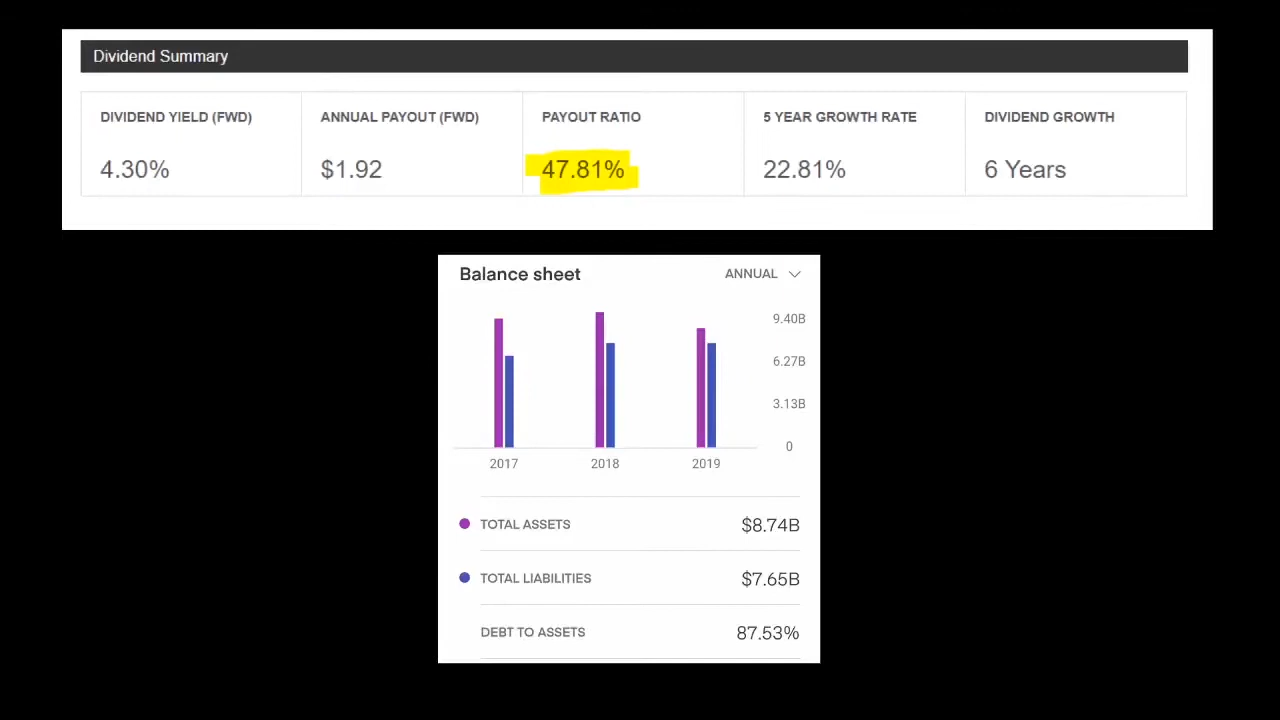 Dividend Summary
DIVIDEND YIELD (FWD) ANNUAL PAYOUT (FWD) PAYOUT RATIO 5 YEAR GROWTH RATE DIVIDEND GROWTH
4.30% $1.92 47.81% 22.81% 6 Years
Balance sheet ANNUAL
9.40B
6.27B
3.13B
0
2017 2018 2019
TOTAL ASSETS $8.74B
TOTAL LIABILITIES $7.65B
DEBT TO ASSETS 87.53%